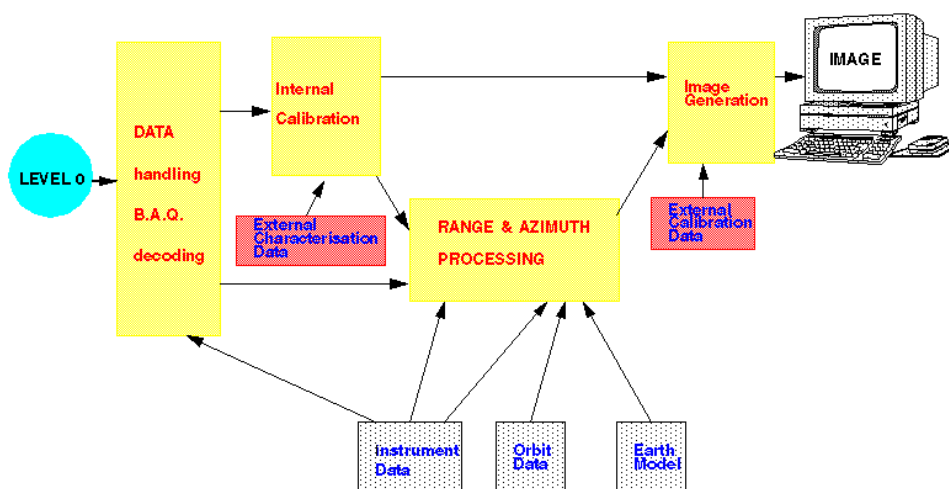 LEVEL 0
DATA
handling
B.A.Q.
decoding
Internal
Calibration
External
Characterisation
Data
RANGE & AZIMUTH
PROCESSING
Image
Generation
External
Calibration
Data
IMAGE
Instrument
Data
Orbit
Data
Earth
Model